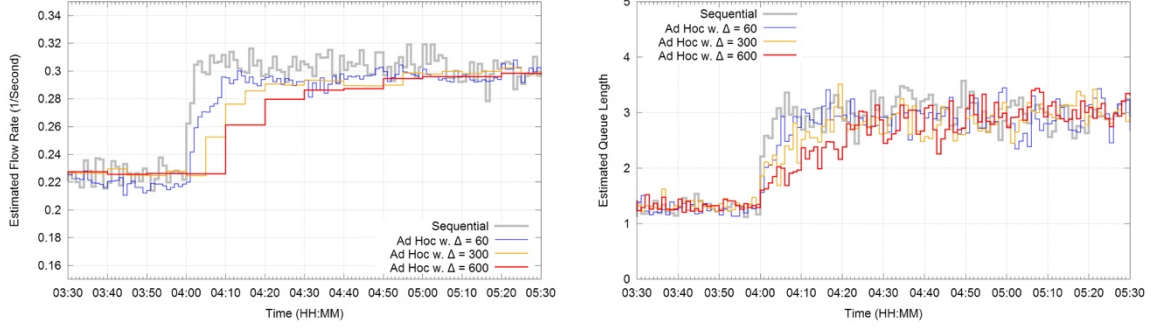 Estimated Flow Rate (1/Second)
0.34
0.32
0.3
0.28
0.26
0.24
0.22
0.2
0.18
0.16
Sequential
Ad Hoc w. Δ = 60
Ad Hoc w. Δ = 300
Ad Hoc w. Δ = 600
03:30 03:40 03:50 04:00 04:10 04:20 04:30 04:40 04:50 05:00 05:10 05:20 05:30
Time (HH:MM)
Estimated Queue Length
5
4
3
2
1
0
Sequential
Ad Hoc w. Δ = 60
Ad Hoc w. Δ = 300
Ad Hoc w. Δ = 600
03:30 03:40 03:50 04:00 04:10 04:20 04:30 04:40 04:50 05:00 05:10 05:20 05:30
Time (HH:MM)